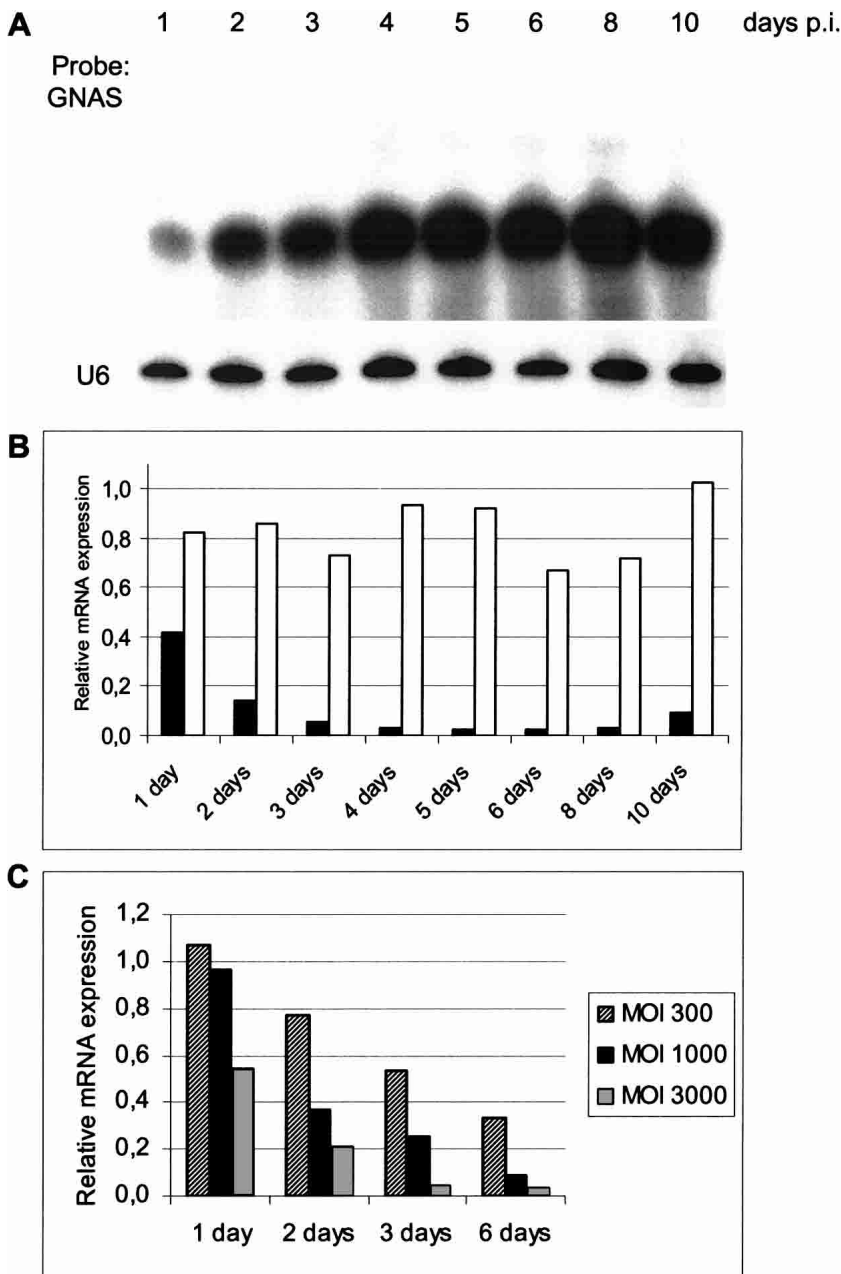 A 1 2 3 4 5 6 8 10 days p.i.
Probe:
GNAS
U6
B
Relative mRNA expression
1,0
0,8
0,6
0,4
0,2
0,0
1 day 2 days 3 days 4 days 5 days 6 days 8 days 10 days
C
Relative mRNA expression
1,2
1,0
0,8
0,6
0,4
0,2
0,0
1 day 2 days 3 days 6 days
MOI 300
MOI 1000
MOI 3000